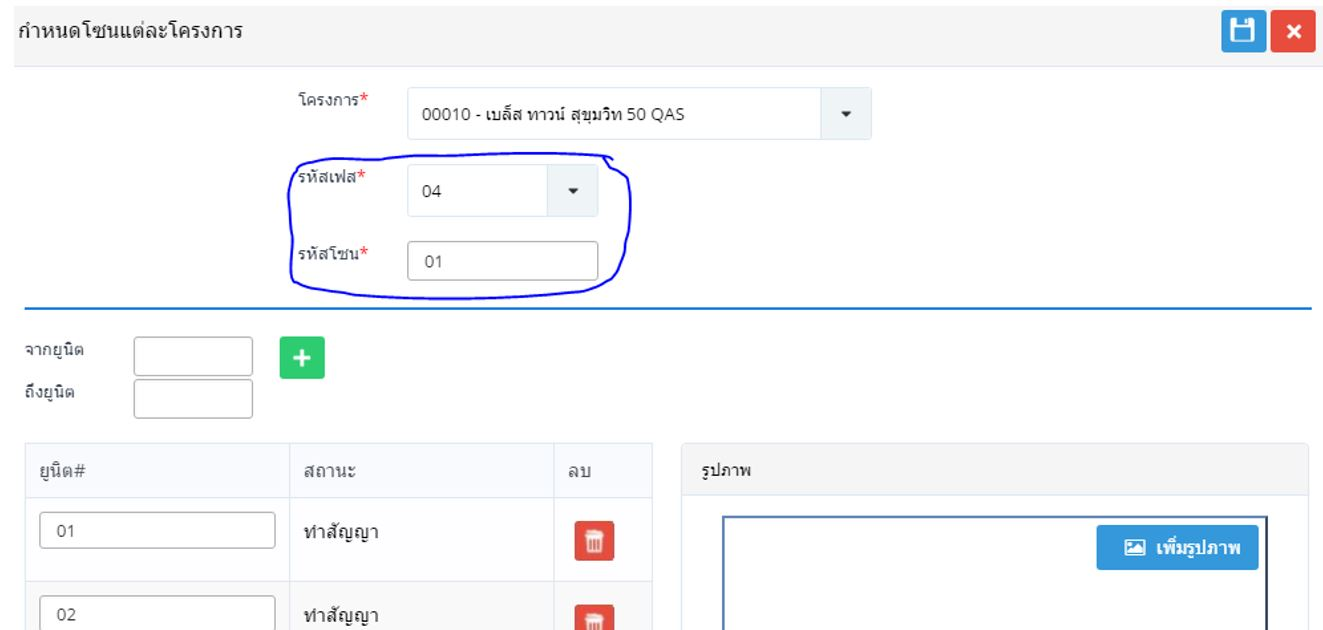 กำหนดโซนแต่ละโครงการ
โครงการ* 00010 - เบล็ส ทาวน์ สุขุมวิท 50 QAS
รหัสเฟส* 04
รหัสโซน* 01
จากยูนิต
ถึงยูนิต
ยูนิต# สถานะ ลบ
รูปภาพ
01 ทำสัญญา
เพิ่มรูปภาพ
02 ทำสัญญา